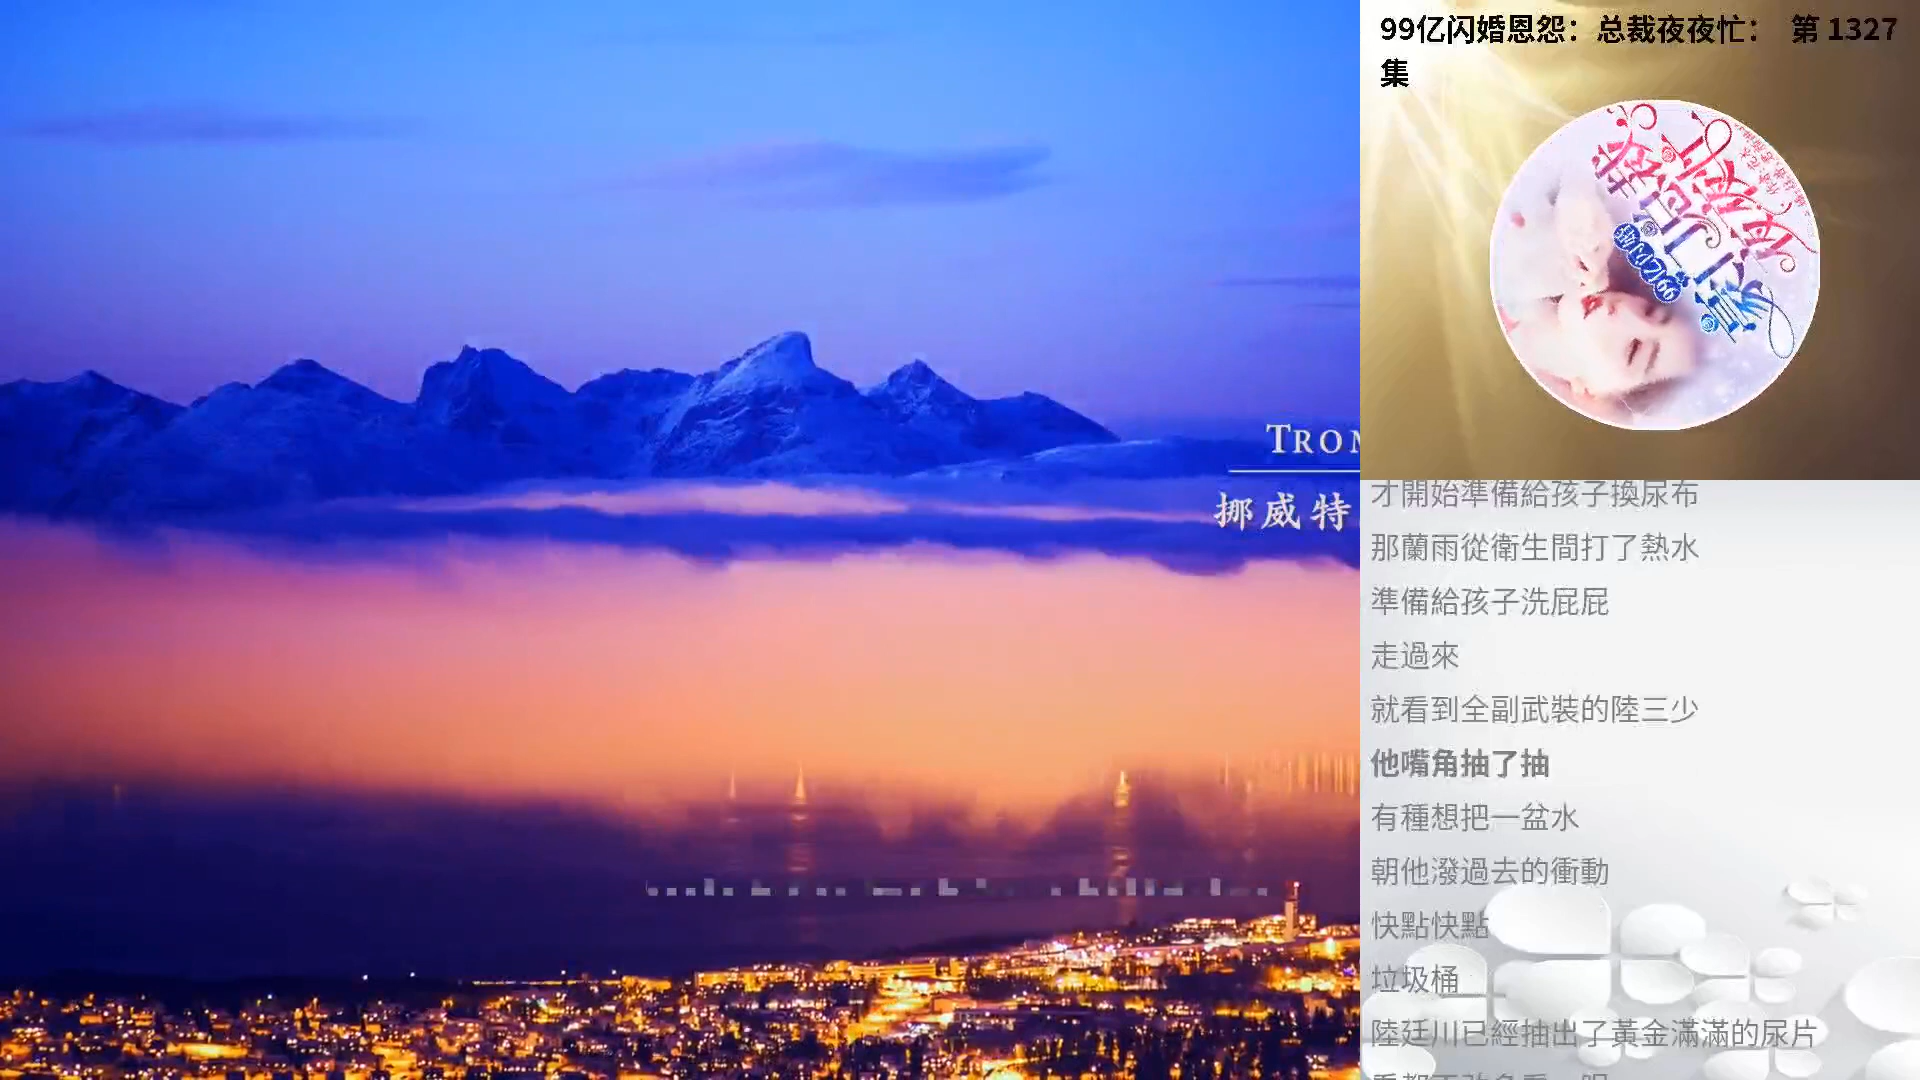 99亿闪婚恩怨：总裁夜夜忙： 第 1327
集
TROM
挪威特
才開始準備給孩子換尿布
那蘭雨從衛生間打了熱水
準備給孩子洗屁屁
走過來
就看到全副武裝的陸三少
他嘴角抽了抽
有種想把一盆水
朝他潑過去的衝動
快點快點
垃圾桶
陸廷川已經抽出了黃金滿滿的尿片